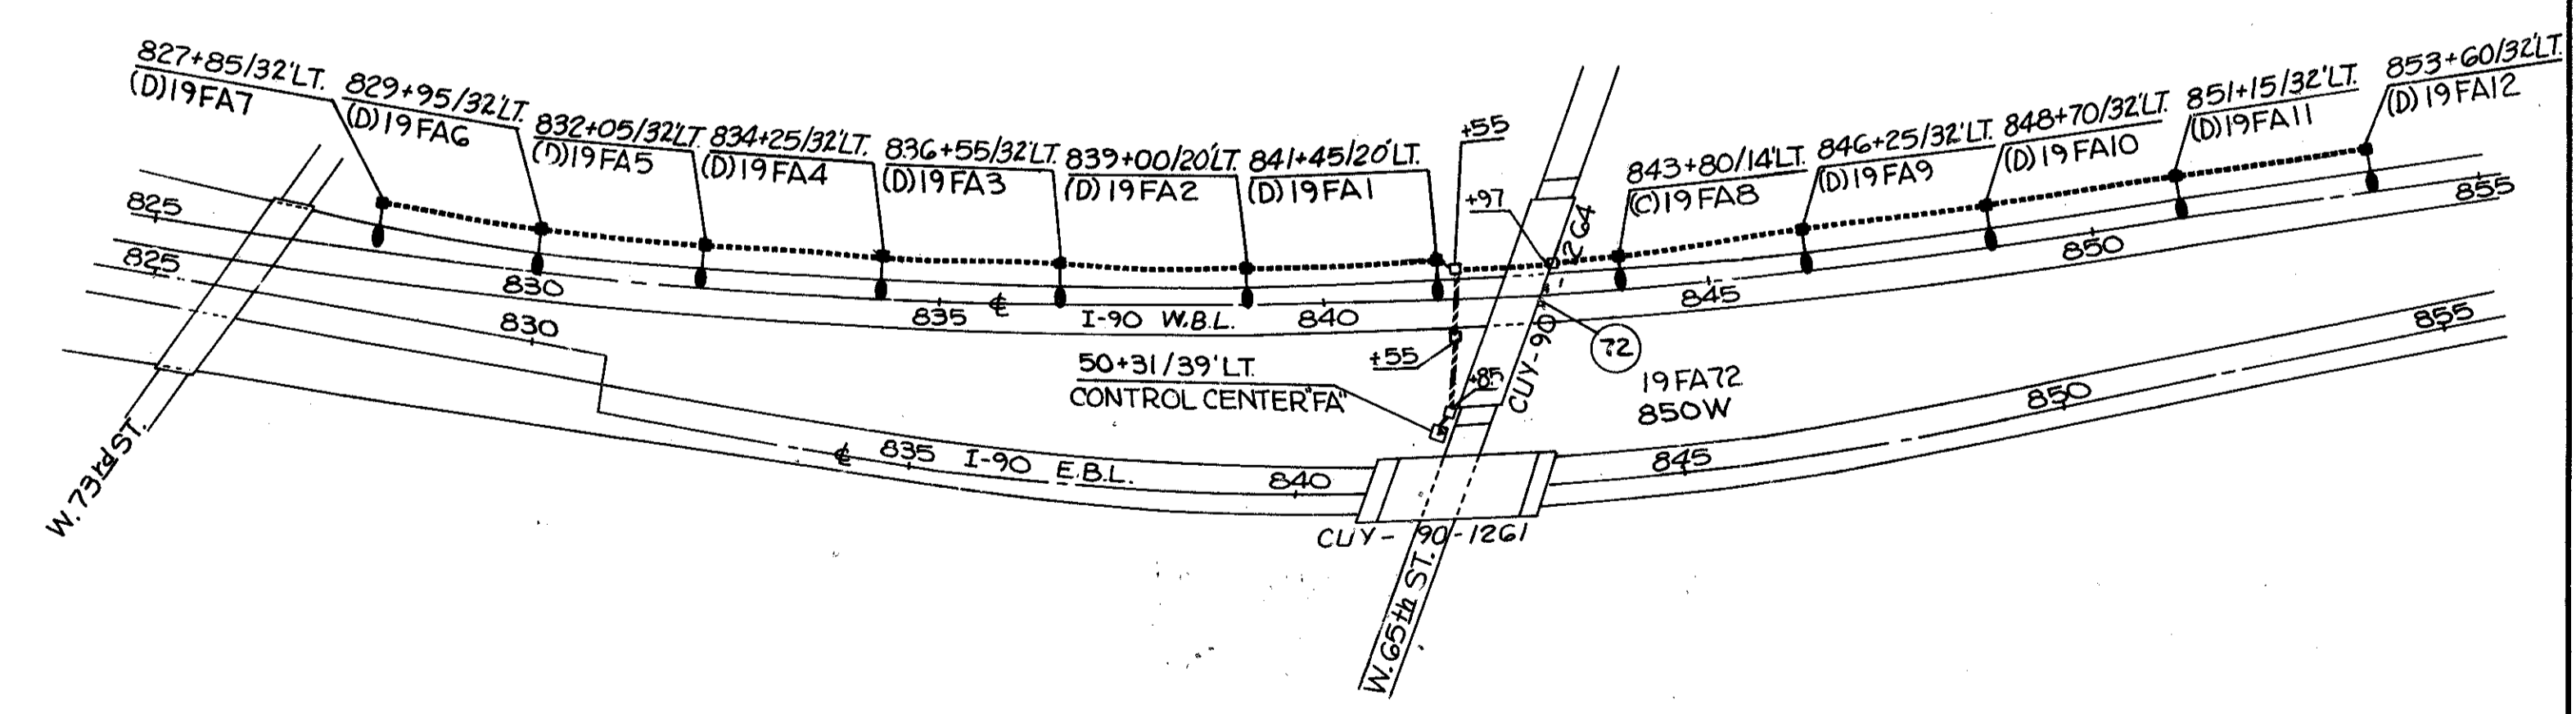 827+85/32'LT.
(D)19FA7
829+95/32'LT.
(D)19FA6
832+05/32'LT.
(D)19FA5
834+25/32'LT.
(D)19FA4
836+55/32'LT.
(D)19FA3
839+00/20'LT.
(D)19FA2
841+45/20'LT.
(D)19FA1
+55
+97
843+80/14'LT.
(C)19FA8
846+25/32'LT.
(D)19FA9
848+70/32'LT.
(D)19FA10
851+15/32'LT.
(D)19FA11
853+60/32'LT.
(D)19FA12
825
830
835
℄
I-90 W.B.L.
840
845
850
855
825
830
℄
835
I-90 E.B.L.
840
845
850
855
50+31/39'LT.
CONTROL CENTER "FA"
+55
+85
CUY-90-1264
72
19FA72
850W
CUY-90-1261
W. 73rd ST.
W. 65th ST.